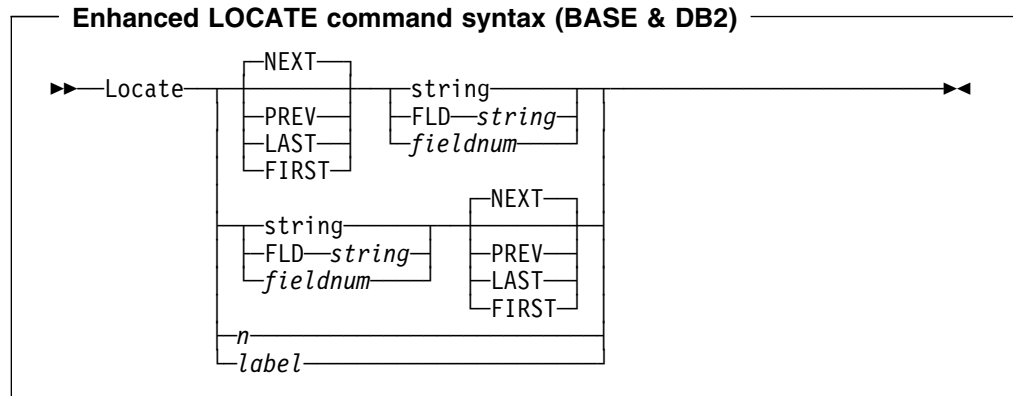 Enhanced LOCATE command syntax (BASE & DB2)
NEXT
Locate string
PREV FLD string
LAST fieldnum
FIRST
NEXT
string
FLD string PREV
fieldnum LAST
FIRST
n
label